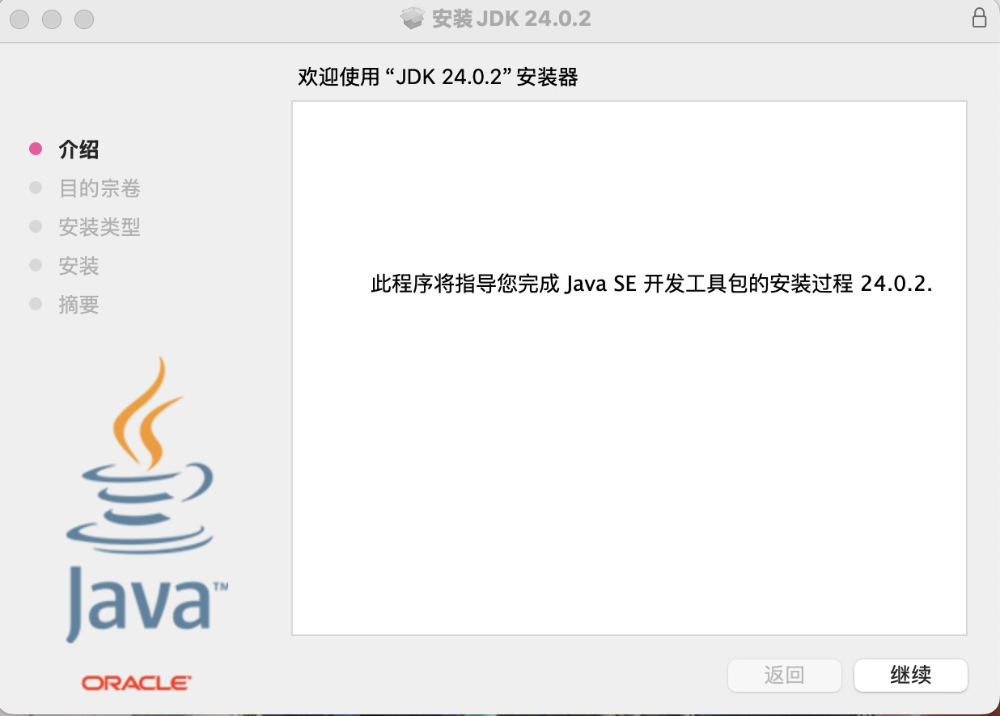 安装 JDK 24.0.2
欢迎使用 “JDK 24.0.2” 安装器
介绍
目的宗卷
安装类型
安装
摘要
此程序将指导您完成 Java SE 开发工具包的安装过程 24.0.2.
Java™
ORACLE®
返回
继续